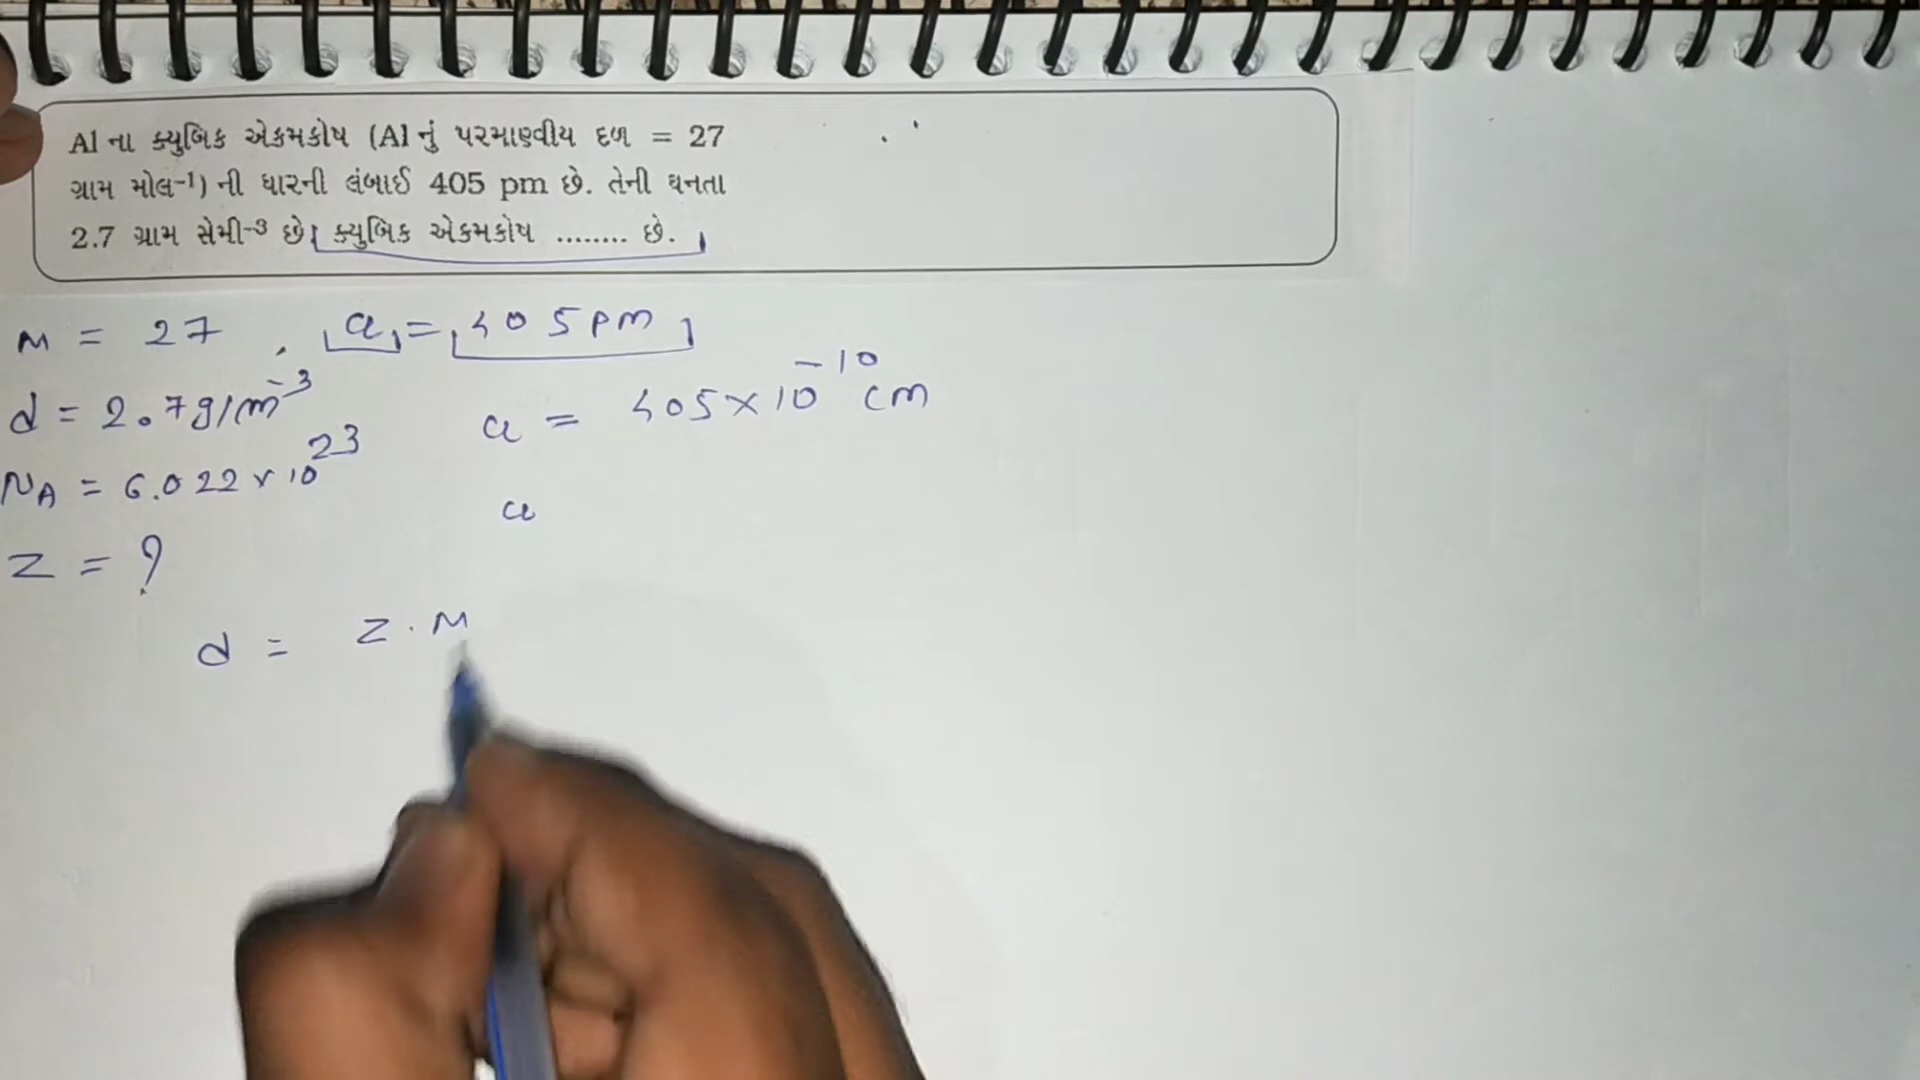 Al ના ક્યુબિક એકમકોષ (Al નું પરમાણ્વીય દળ = 27
ગ્રામ મોલ⁻¹) ની ધારની લંબાઈ 405 pm છે. તેની ઘનતા
2.7 ગ્રામ સેમી⁻³ છે. ક્યુબિક એકમકોષ ........ છે.
M = 27 , a = 405 pm
d = 2.7 g/cm⁻³
a = 405 × 10⁻¹⁰ cm
N_A = 6.022 × 10²³
a
Z = ?
d = Z . M